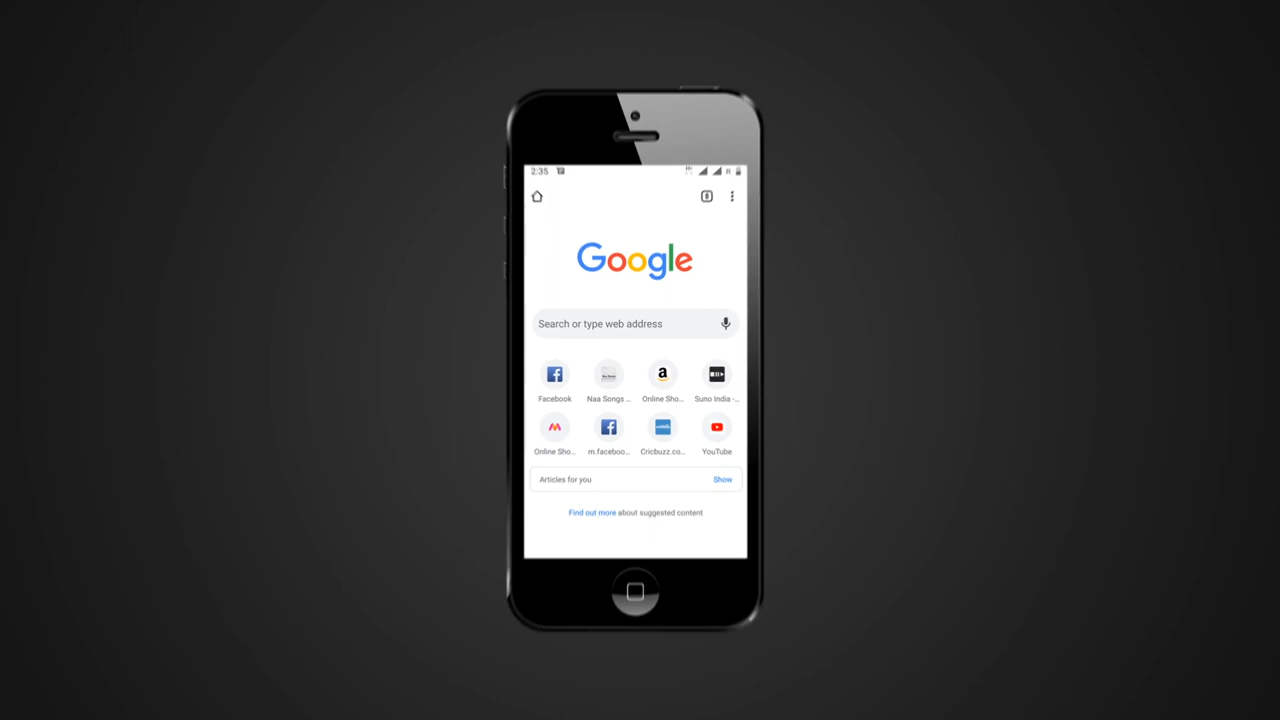 2:35
8
Google
Search or type web address
Facebook
Naa Songs ...
Online Sho...
Suno India -...
Online Sho...
m.faceboo...
Cricbuzz.co...
YouTube
Articles for you
Show
Find out more about suggested content